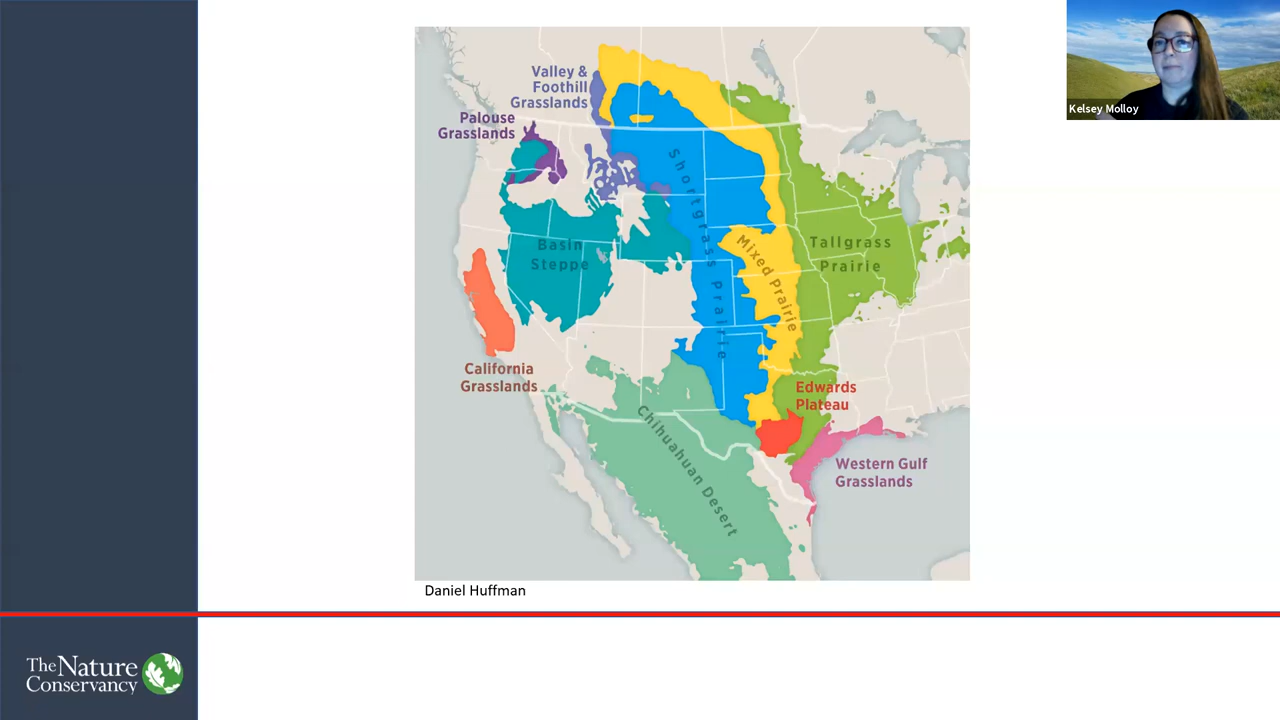 Kelsey Molloy
Valley &
Foothill
Grasslands
Palouse
Grasslands
Shortgrass Prairie
Basin
Steppe
Mixed Prairie
Tallgrass
Prairie
California
Grasslands
Edwards
Plateau
Chihuahuan Desert
Western Gulf
Grasslands
Daniel Huffman
The Nature
Conservancy